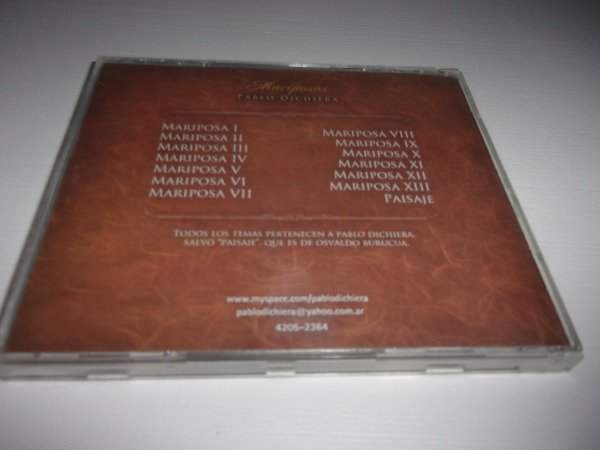 Mariposas
PABLO DICHIERA
MARIPOSA I
MARIPOSA II
MARIPOSA III
MARIPOSA IV
MARIPOSA V
MARIPOSA VI
MARIPOSA VII
MARIPOSA VIII
MARIPOSA IX
MARIPOSA X
MARIPOSA XI
MARIPOSA XII
MARIPOSA XIII
PAISAJE
TODOS LOS TEMAS PERTENECEN A PABLO DICHIERA,
SALVO "PAISAJE", QUE ES DE OSVALDO BURUCUA.
www.myspace.com/pablodichiera
pablodichiera@yahoo.com.ar
4205-2364